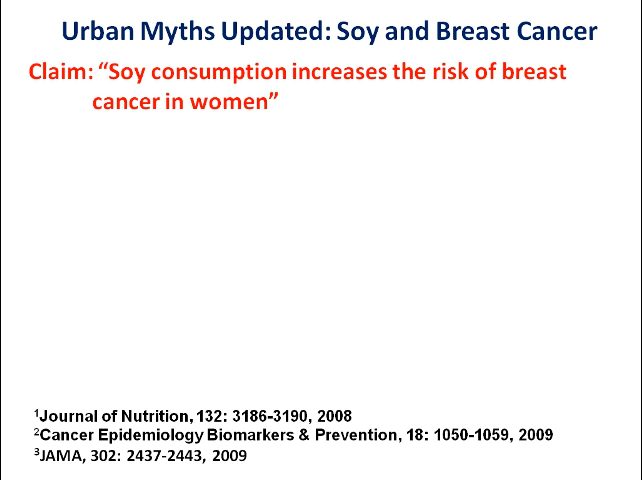 Urban Myths Updated: Soy and Breast Cancer
Claim: “Soy consumption increases the risk of breast
cancer in women”
¹Journal of Nutrition, 132: 3186-3190, 2008
²Cancer Epidemiology Biomarkers & Prevention, 18: 1050-1059, 2009
³JAMA, 302: 2437-2443, 2009